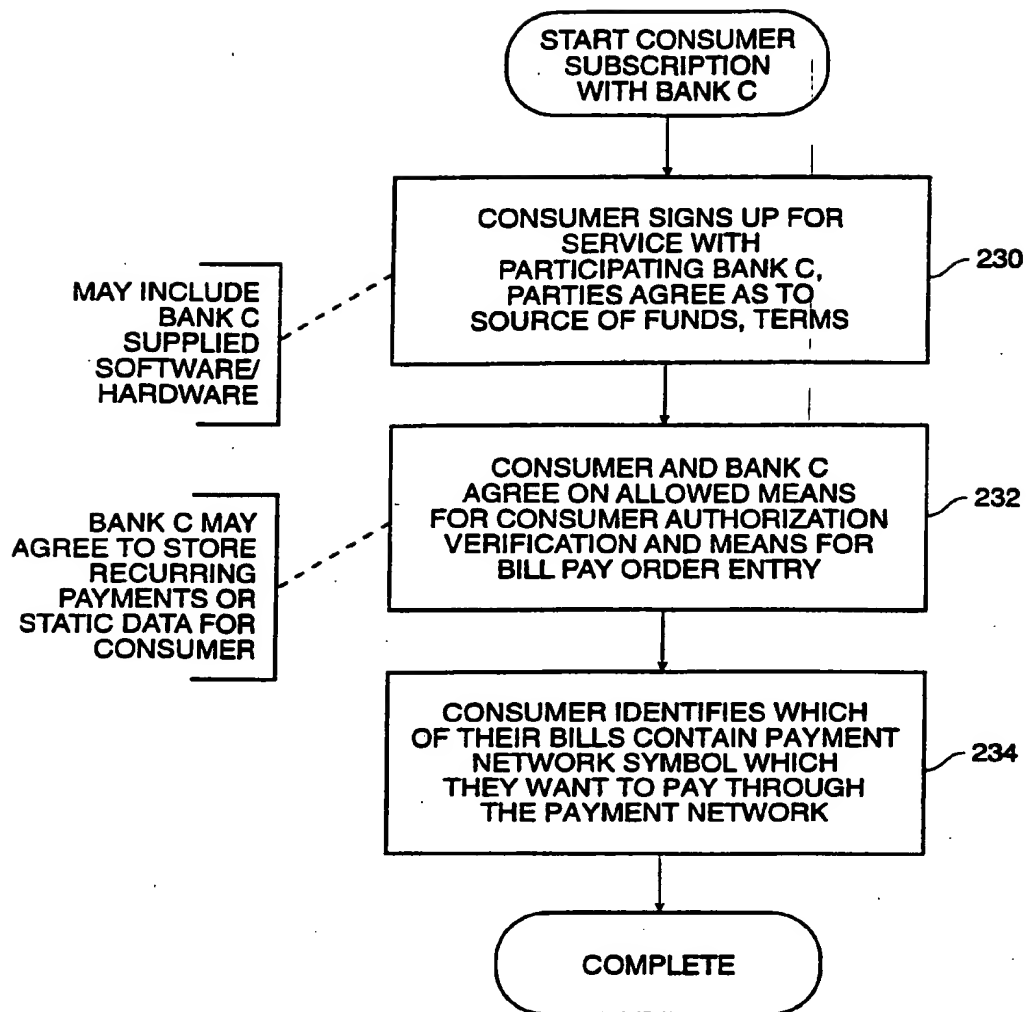 START CONSUMER
SUBSCRIPTION
WITH BANK C
CONSUMER SIGNS UP FOR
SERVICE WITH
PARTICIPATING BANK C,
PARTIES AGREE AS TO
SOURCE OF FUNDS, TERMS
230
MAY INCLUDE
BANK C
SUPPLIED
SOFTWARE/
HARDWARE
CONSUMER AND BANK C
AGREE ON ALLOWED MEANS
FOR CONSUMER AUTHORIZATION
VERIFICATION AND MEANS FOR
BILL PAY ORDER ENTRY
232
BANK C MAY
AGREE TO STORE
RECURRING
PAYMENTS OR
STATIC DATA FOR
CONSUMER
CONSUMER IDENTIFIES WHICH
OF THEIR BILLS CONTAIN PAYMENT
NETWORK SYMBOL WHICH
THEY WANT TO PAY THROUGH
THE PAYMENT NETWORK
234
COMPLETE